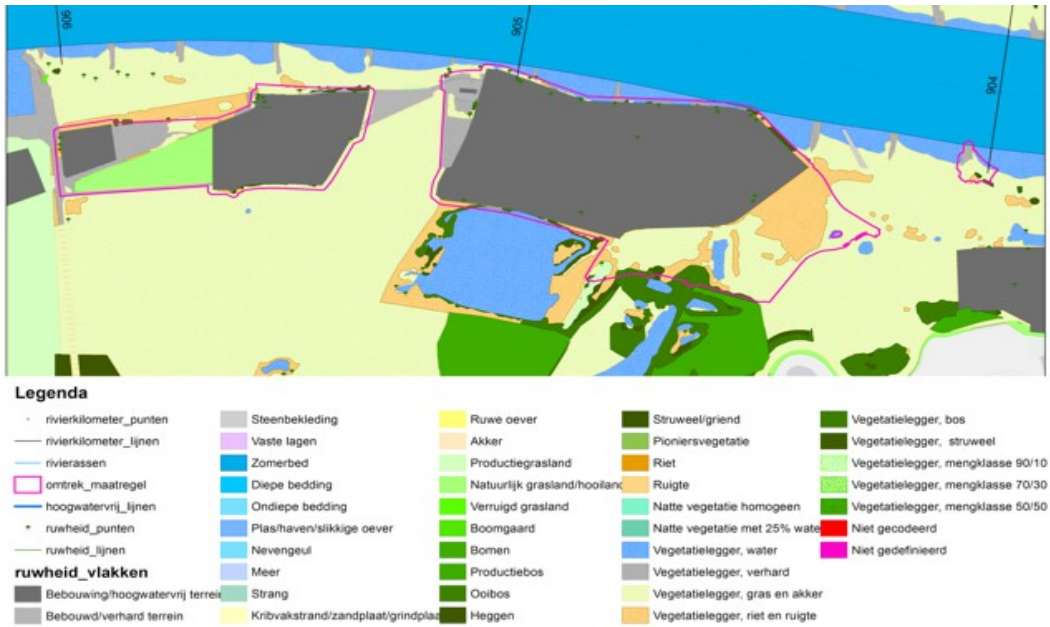 906
905
904
Legenda
rivierkilometer_punten
rivierkilometer_lijnen
rivierassen
omtrek_maatregel
hoogwatervrij_lijnen
ruwheid_punten
ruwheid_lijnen
ruwheid_vlakken
Bebouwing/hoogwatervrij terrei
Bebouwd/verhard terrein
Steenbekleding
Vaste lagen
Zomerbed
Diepe bedding
Ondiepe bedding
Plas/haven/slikkige oever
Nevengeul
Meer
Strang
Kribvakstrand/zandplaat/grindplaa
Ruwe oever
Akker
Productiegrasland
Natuurlijk grasland/hooiland
Verruigd grasland
Boomgaard
Bomen
Productiebos
Ooibos
Heggen
Struweel/griend
Pioniersvegetatie
Riet
Ruigte
Natte vegetatie homogeen
Natte vegetatie met 25% wate
Vegetatielegger, water
Vegetatielegger, verhard
Vegetatielegger, gras en akker
Vegetatielegger, riet en ruigte
Vegetatielegger, bos
Vegetatielegger, struweel
Vegetatielegger, mengklasse 90/10
Vegetatielegger, mengklasse 70/30
Vegetatielegger, mengklasse 50/50
Niet gecodeerd
Niet gedefinieerd